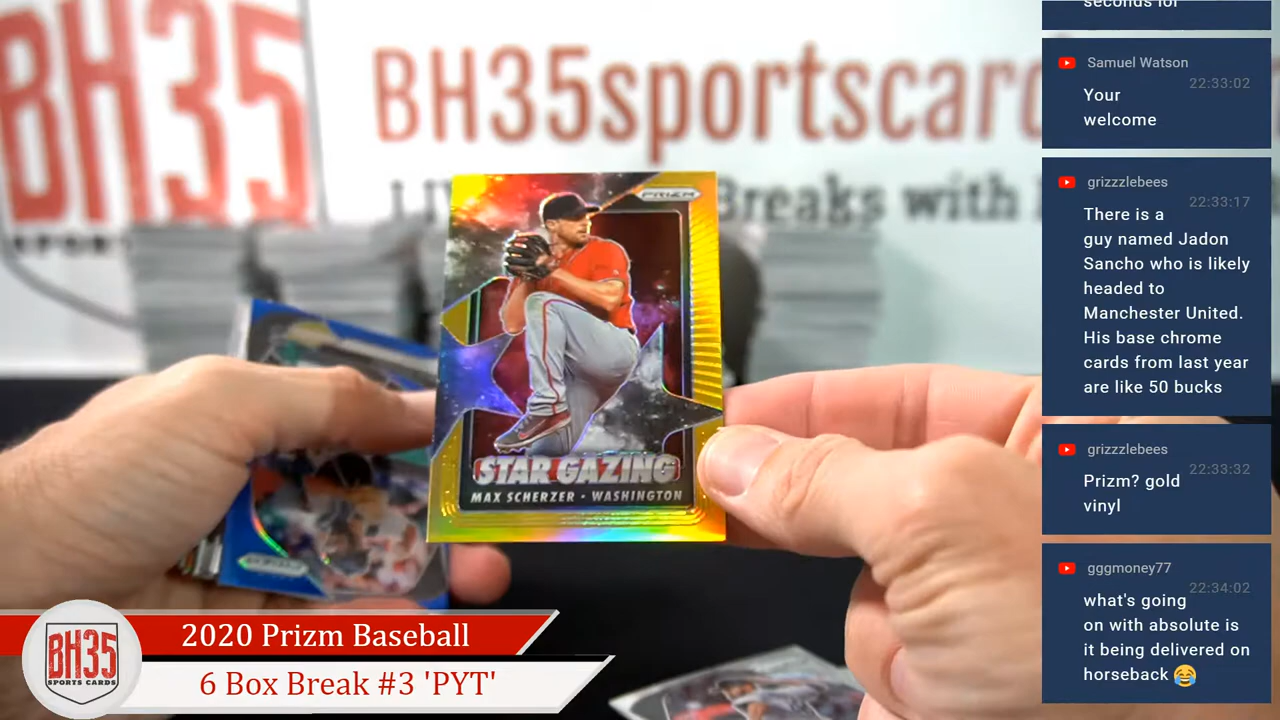 BH35
SPORTS
BH35sportscard
Breaks with
PRIZM
STAR GAZING
MAX SCHERZER • WASHINGTON
2020 Prizm Baseball
6 Box Break #3 'PYT'
BH35
SPORTS CARDS
seconds lol
Samuel Watson
22:33:02
Your
welcome
grizzzlebees
22:33:17
There is a
guy named Jadon
Sancho who is likely
headed to
Manchester United.
His base chrome
cards from last year
are like 50 bucks
grizzzlebees
22:33:32
Prizm? gold
vinyl
gggmoney77
22:34:02
what's going
on with absolute is
it being delivered on
horseback 😂